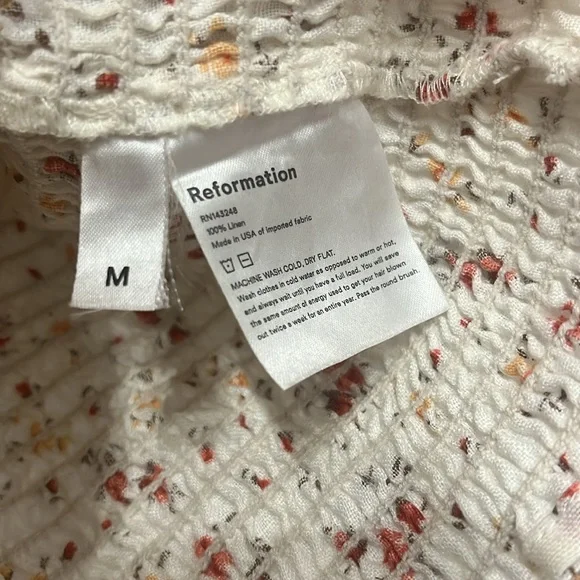 Reformation
RN143248
100% Linen
Made in USA of imported fabric
MACHINE WASH COLD, DRY FLAT.
Wash clothes in cold water as opposed to warm or hot,
and always wait until you have a full load. You will save
the same amount of energy used to get you hair blown
out twice a week for an entire year. Pass the round brush.
M